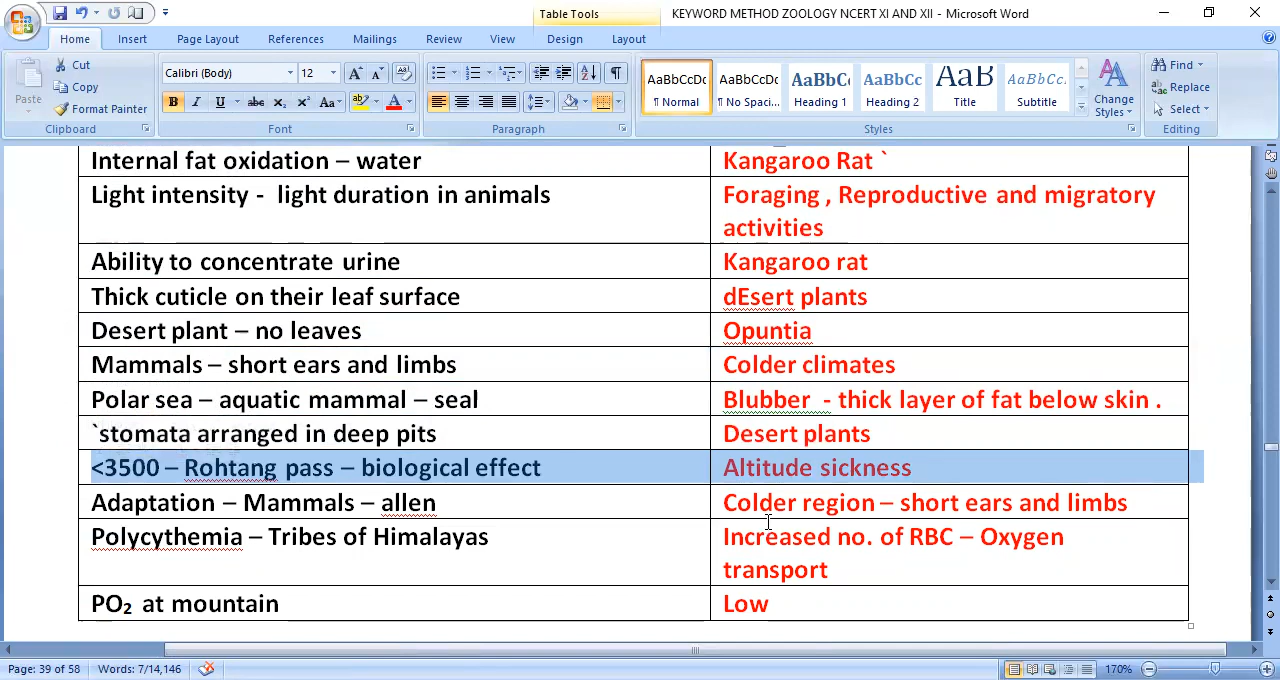 Table Tools
KEYWORD METHOD ZOOLOGY NCERT XI AND XII - Microsoft Word
Home Insert Page Layout References Mailings Review View Design Layout
Paste
Cut
Copy
Format Painter
Clipboard
Calibri (Body) 12
Font
Paragraph
AaBbCcDc AaBbCcDc AaBbC AaBbCc AaB AaBbCc.
¶ Normal ¶ No Spaci... Heading 1 Heading 2 Title Subtitle
Change
Styles
Styles
Find
Replace
Select
Editing
Internal fat oxidation – water Kangaroo Rat `
Light intensity - light duration in animals Foraging , Reproductive and migratory
activities
Ability to concentrate urine Kangaroo rat
Thick cuticle on their leaf surface dEsert plants
Desert plant – no leaves Opuntia
Mammals – short ears and limbs Colder climates
Polar sea – aquatic mammal – seal Blubber - thick layer of fat below skin .
`stomata arranged in deep pits Desert plants
<3500 – Rohtang pass – biological effect Altitude sickness
Adaptation – Mammals – allen Colder region – short ears and limbs
Polycythemia – Tribes of Himalayas Increased no. of RBC – Oxygen
transport
PO₂ at mountain Low
Page: 39 of 58 Words: 7/14,146 170%